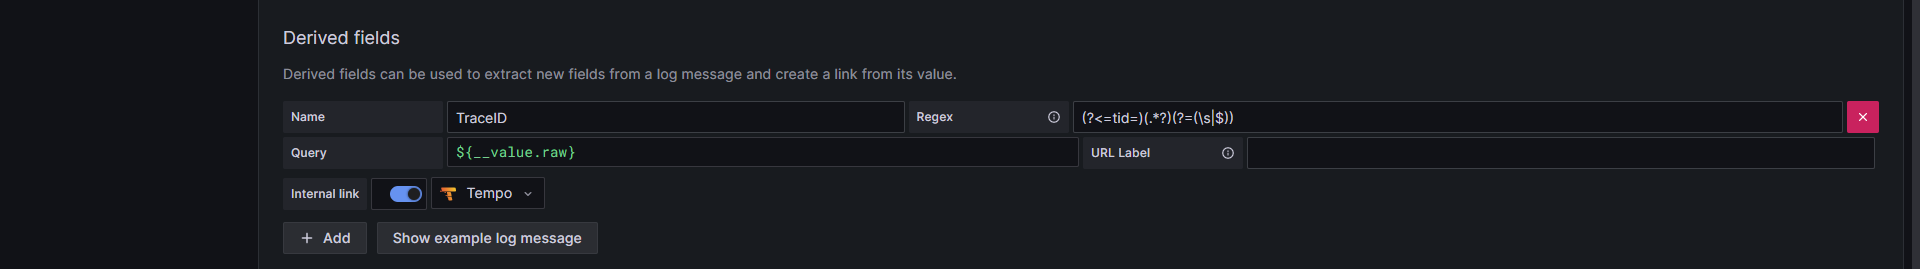 Derived fields
Derived fields can be used to extract new fields from a log message and create a link from its value.
Name TraceID Regex (?<=tid=)(.*?)(?=(\s|$))
Query ${__value.raw} URL Label
Internal link Tempo
+ Add Show example log message